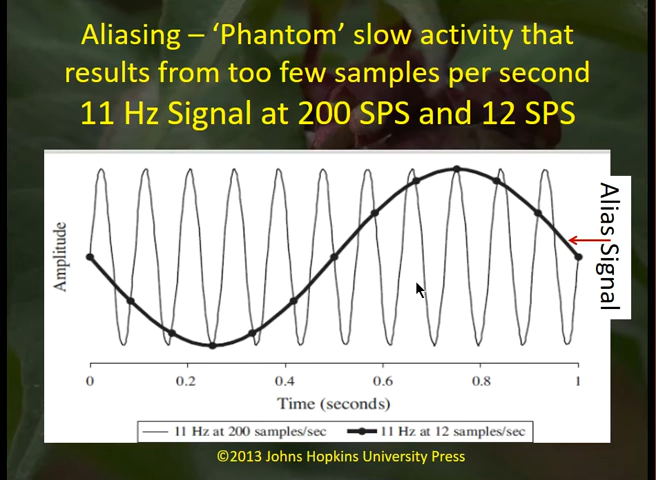 Aliasing – ‘Phantom’ slow activity that
results from too few samples per second
11 Hz Signal at 200 SPS and 12 SPS
Amplitude
Alias Signal
0 0.2 0.4 0.6 0.8 1
Time (seconds)
11 Hz at 200 samples/sec 11 Hz at 12 samples/sec
©2013 Johns Hopkins University Press